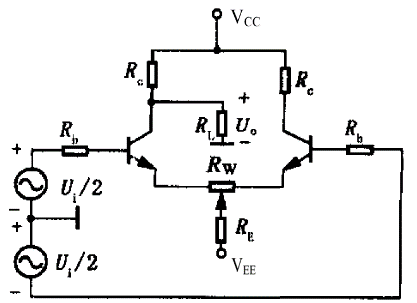 V_CC
R_c
R_c
+
R_b
R_L
U_o
R_b
+
−
R_W
U_i/2
−
+
R_E
U_i/2
V_EE
−